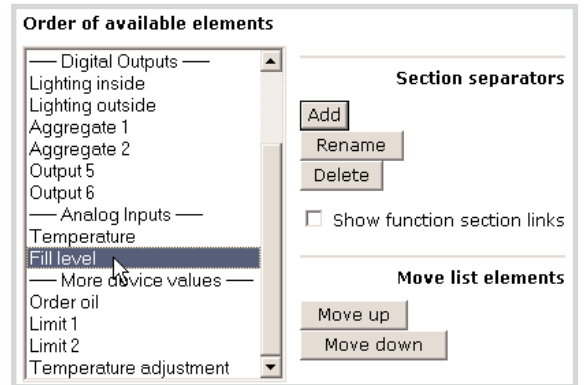 Order of available elements
— Digital Outputs —
Lighting inside
Lighting outside
Aggregate 1
Aggregate 2
Output 5
Output 6
— Analog Inputs —
Temperature
Fill level
— More device values —
Order oil
Limit 1
Limit 2
Temperature adjustment
Section separators
Add
Rename
Delete
Show function section links
Move list elements
Move up
Move down